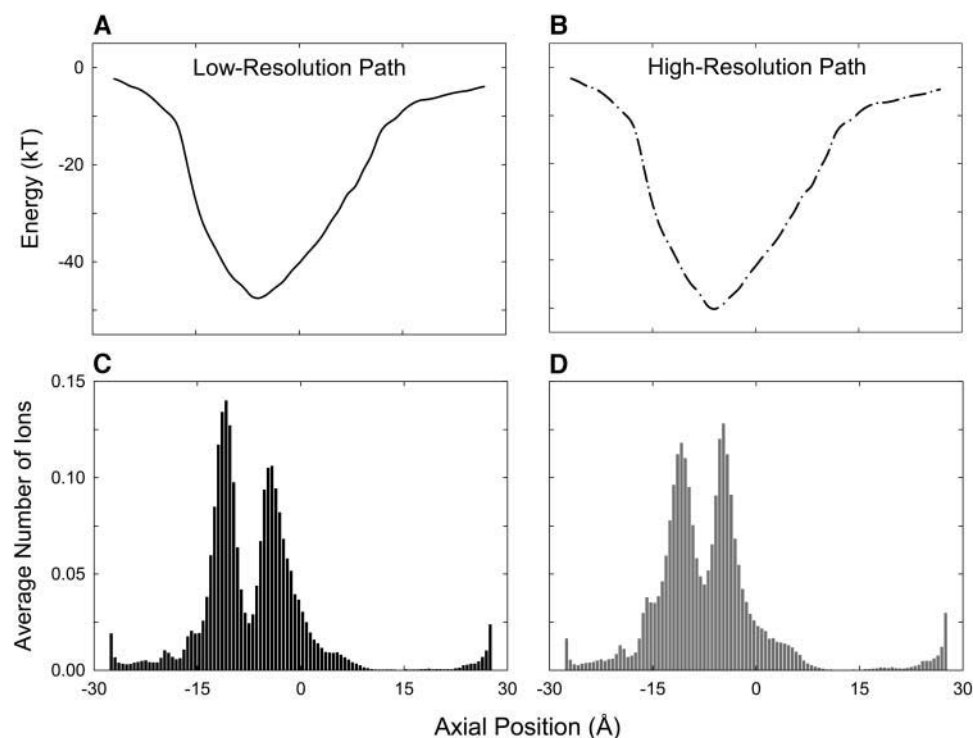 A
B
Low-Resolution Path
High-Resolution Path
Energy (kT)
0
-20
-40
C
D
Average Number of Ions
0.15
0.10
0.05
0.00
-30 -15 0 15 30
-30 -15 0 15 30
Axial Position (Å)